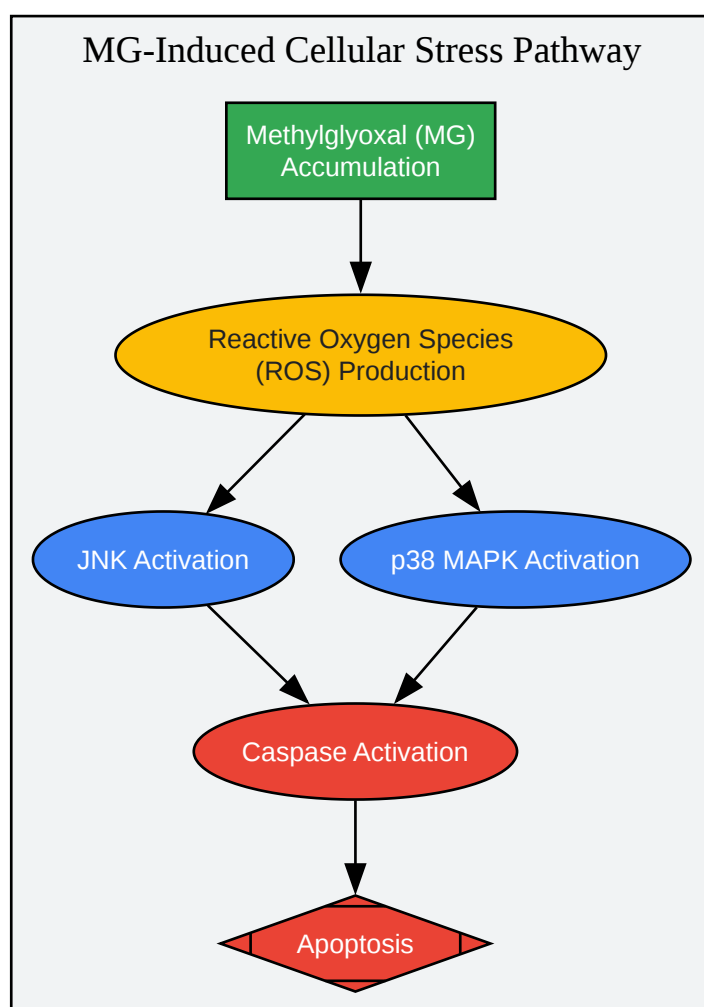 MG-Induced Cellular Stress Pathway
Methylglyoxal (MG)
Accumulation
Reactive Oxygen Species
(ROS) Production
JNK Activation
p38 MAPK Activation
Caspase Activation
Apoptosis